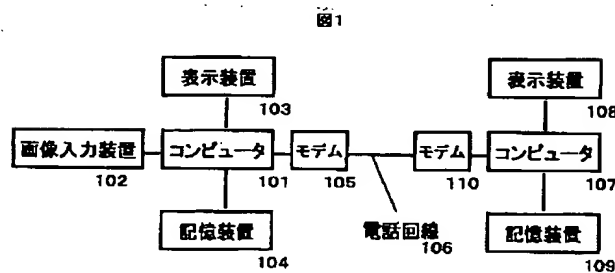 図1
表示装置
103
表示装置
108
画像入力装置
102
コンピュータ
101
モデム
105
モデム
110
コンピュータ
107
記憶装置
104
電話回線
106
記憶装置
109